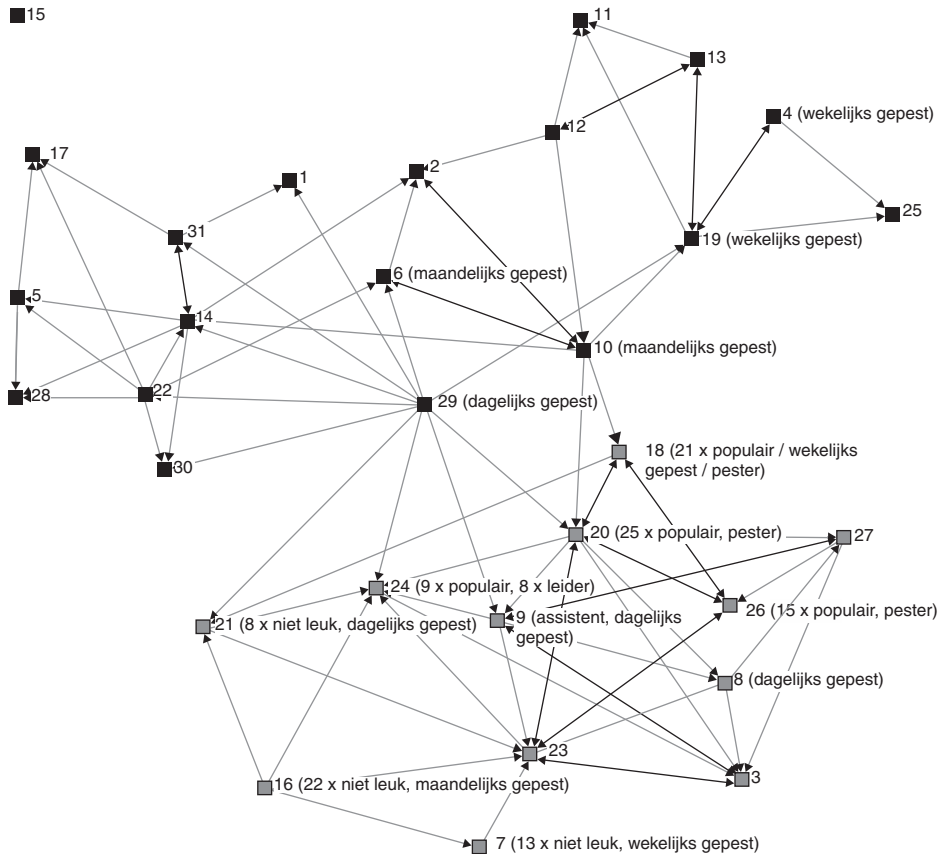 15
11
13
4 (wekelijks gepest)
12
17
2
1
25
31
19 (wekelijks gepest)
6 (maandelijks gepest)
5
14
10 (maandelijks gepest)
22
28
29 (dagelijks gepest)
18 (21 x populair / wekelijks
gepest / pester)
30
20 (25 x populair, pester)
27
24 (9 x populair, 8 x leider)
26 (15 x populair, pester)
21 (8 x niet leuk, dagelijks gepest)
9 (assistent, dagelijks
gepest)
8 (dagelijks gepest)
23
3
16 (22 x niet leuk, maandelijks gepest)
7 (13 x niet leuk, wekelijks gepest)